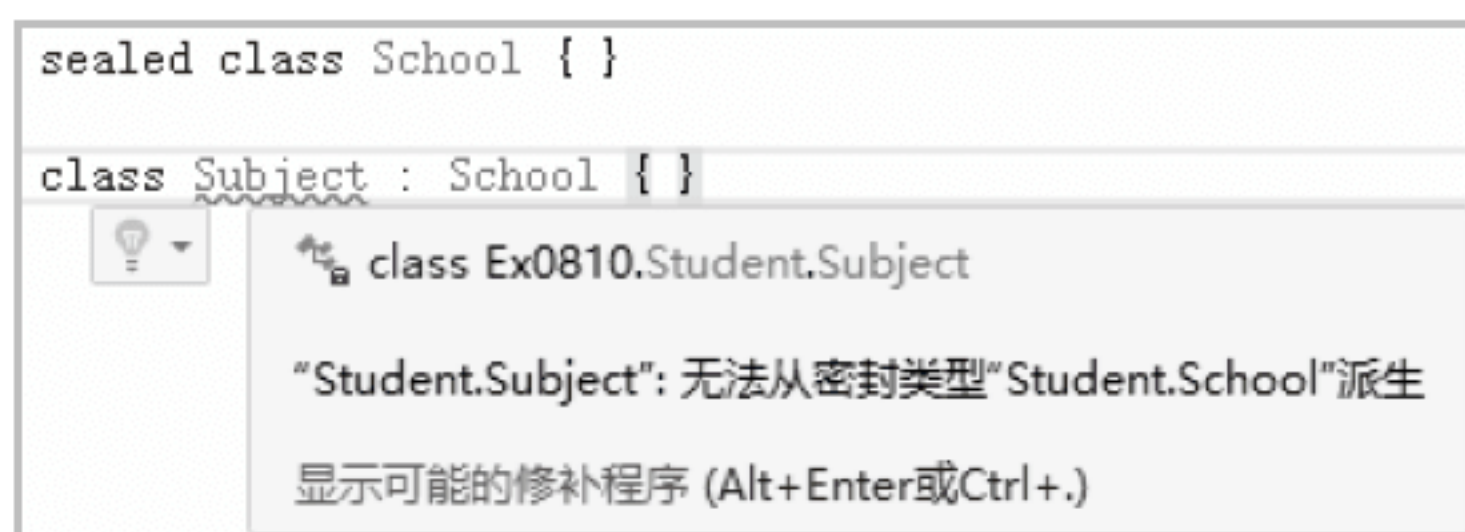 sealed class School { }
class Subject : School { }
class Ex0810.Student.Subject
“Student.Subject”: 无法从密封类型“Student.School”派生
显示可能的修补程序 (Alt+Enter或Ctrl+.)